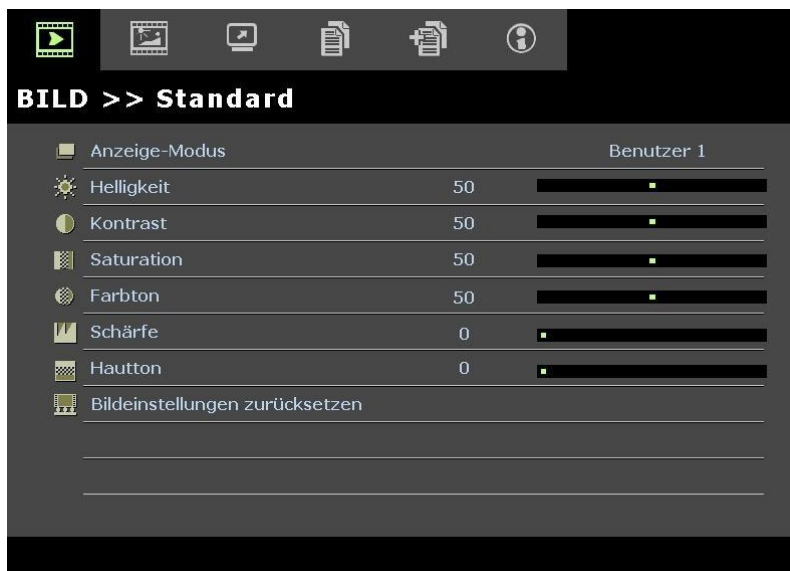 BILD >> Standard
Anzeige-Modus Benutzer 1
Helligkeit 50
Kontrast 50
Saturation 50
Farbton 50
Schärfe 0
Hautton 0
Bildeinstellungen zurücksetzen